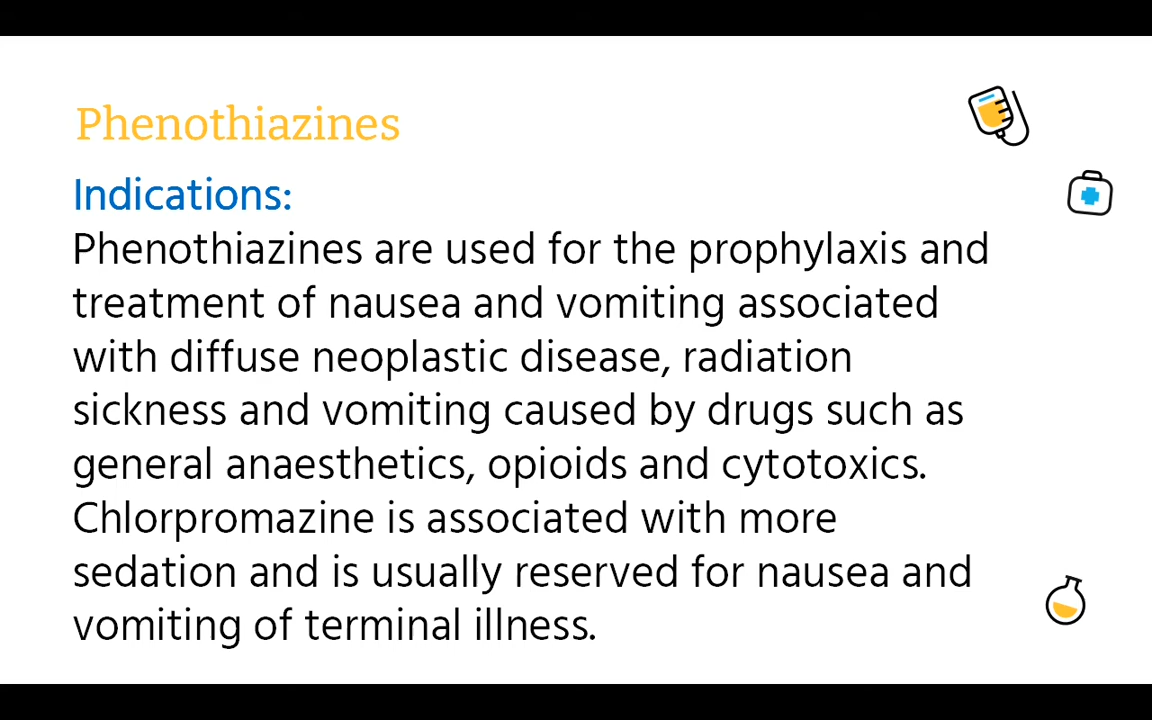 Phenothiazines
Indications:
Phenothiazines are used for the prophylaxis and
treatment of nausea and vomiting associated
with diffuse neoplastic disease, radiation
sickness and vomiting caused by drugs such as
general anaesthetics, opioids and cytotoxics.
Chlorpromazine is associated with more
sedation and is usually reserved for nausea and
vomiting of terminal illness.